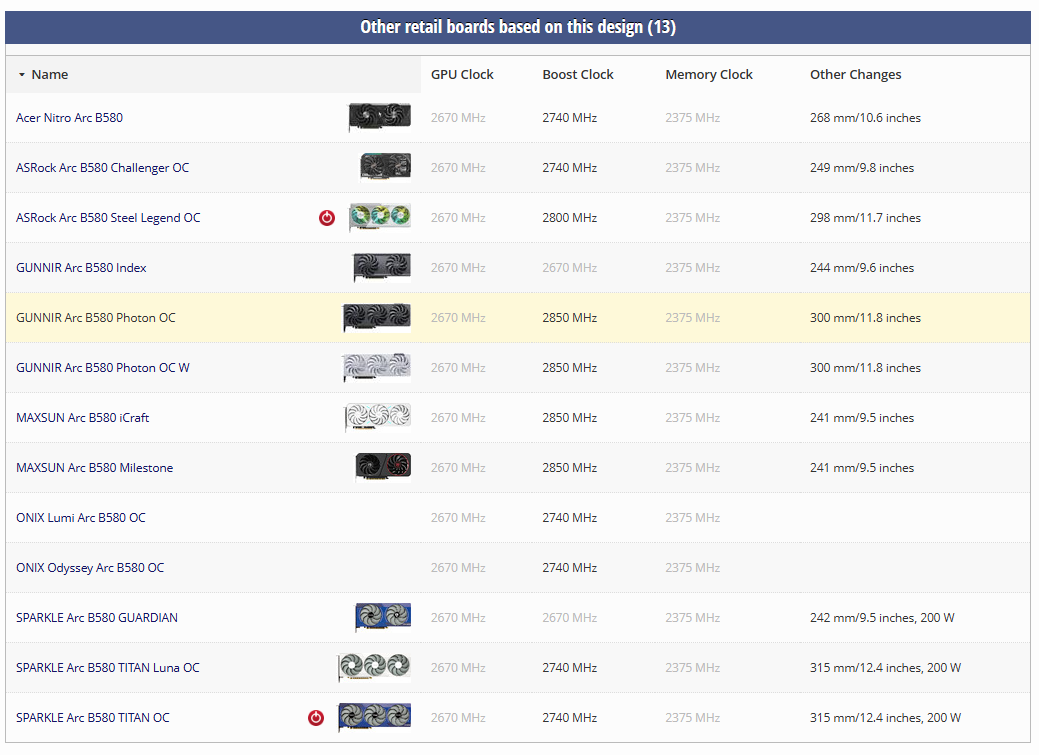 Other retail boards based on this design (13)
Name GPU Clock Boost Clock Memory Clock Other Changes
Acer Nitro Arc B580 2670 MHz 2740 MHz 2375 MHz 268 mm/10.6 inches
ASRock Arc B580 Challenger OC 2670 MHz 2740 MHz 2375 MHz 249 mm/9.8 inches
ASRock Arc B580 Steel Legend OC 2670 MHz 2800 MHz 2375 MHz 298 mm/11.7 inches
GUNNIR Arc B580 Index 2670 MHz 2670 MHz 2375 MHz 244 mm/9.6 inches
GUNNIR Arc B580 Photon OC 2670 MHz 2850 MHz 2375 MHz 300 mm/11.8 inches
GUNNIR Arc B580 Photon OC W 2670 MHz 2850 MHz 2375 MHz 300 mm/11.8 inches
MAXSUN Arc B580 iCraft 2670 MHz 2850 MHz 2375 MHz 241 mm/9.5 inches
MAXSUN Arc B580 Milestone 2670 MHz 2850 MHz 2375 MHz 241 mm/9.5 inches
ONIX Lumi Arc B580 OC 2670 MHz 2740 MHz 2375 MHz
ONIX Odyssey Arc B580 OC 2670 MHz 2740 MHz 2375 MHz
SPARKLE Arc B580 GUARDIAN 2670 MHz 2670 MHz 2375 MHz 242 mm/9.5 inches, 200 W
SPARKLE Arc B580 TITAN Luna OC 2670 MHz 2740 MHz 2375 MHz 315 mm/12.4 inches, 200 W
SPARKLE Arc B580 TITAN OC 2670 MHz 2740 MHz 2375 MHz 315 mm/12.4 inches, 200 W